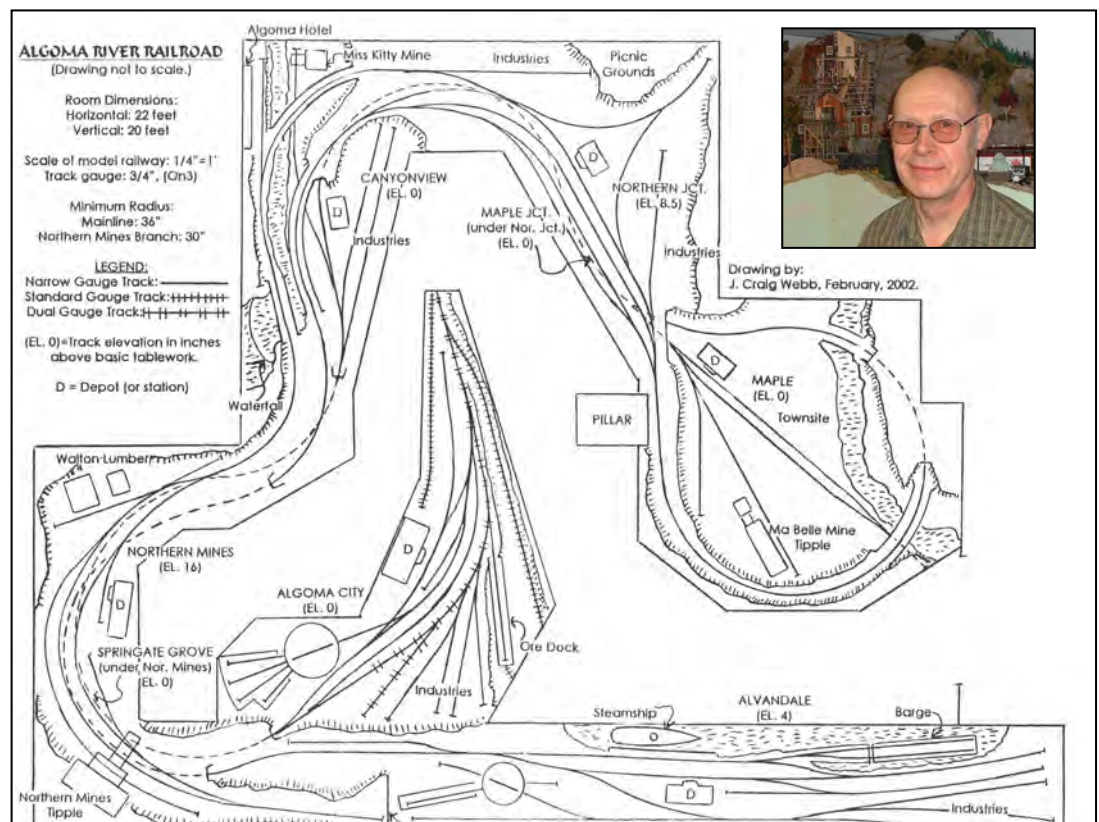 Algoma Hotel
ALGOMA RIVER RAILROAD
(Drawing not to scale.)
Room Dimensions:
Horizontal: 22 feet
Vertical: 20 feet
Scale of model railway: 1/4"=1'
Track gauge: 3/4", (On3)
Minimum Radius:
Mainline: 36"
Northern Mines Branch: 30"
LEGEND:
Narrow Gauge Track:
Standard Gauge Track:
Dual Gauge Track:
(EL. 0)=Track elevation in inches
above basic tablework.
D = Depot (or station)
Miss Kitty Mine
Industries
Picnic
Grounds
D
CANYONVIEW
(EL. 0)
D
Industries
MAPLE JCT.
(under Nor. Jct.)
(EL. 0)
NORTHERN JCT.
(EL. 8.5)
Industries
Drawing by:
J. Craig Webb, February, 2002.
Waterfall
PILLAR
D
MAPLE
(EL. 0)
Townsite
Ma Belle Mine
Tipple
Walton Lumber
NORTHERN MINES
(EL. 16)
D
SPRINGATE GROVE
(under Nor. Mines)
(EL. 0)
ALGOMA CITY
(EL. 0)
D
Ore Dock
Industries
Northern Mines
Tipple
Steamship
ALVANDALE
(EL. 4)
Barge
D
Industries